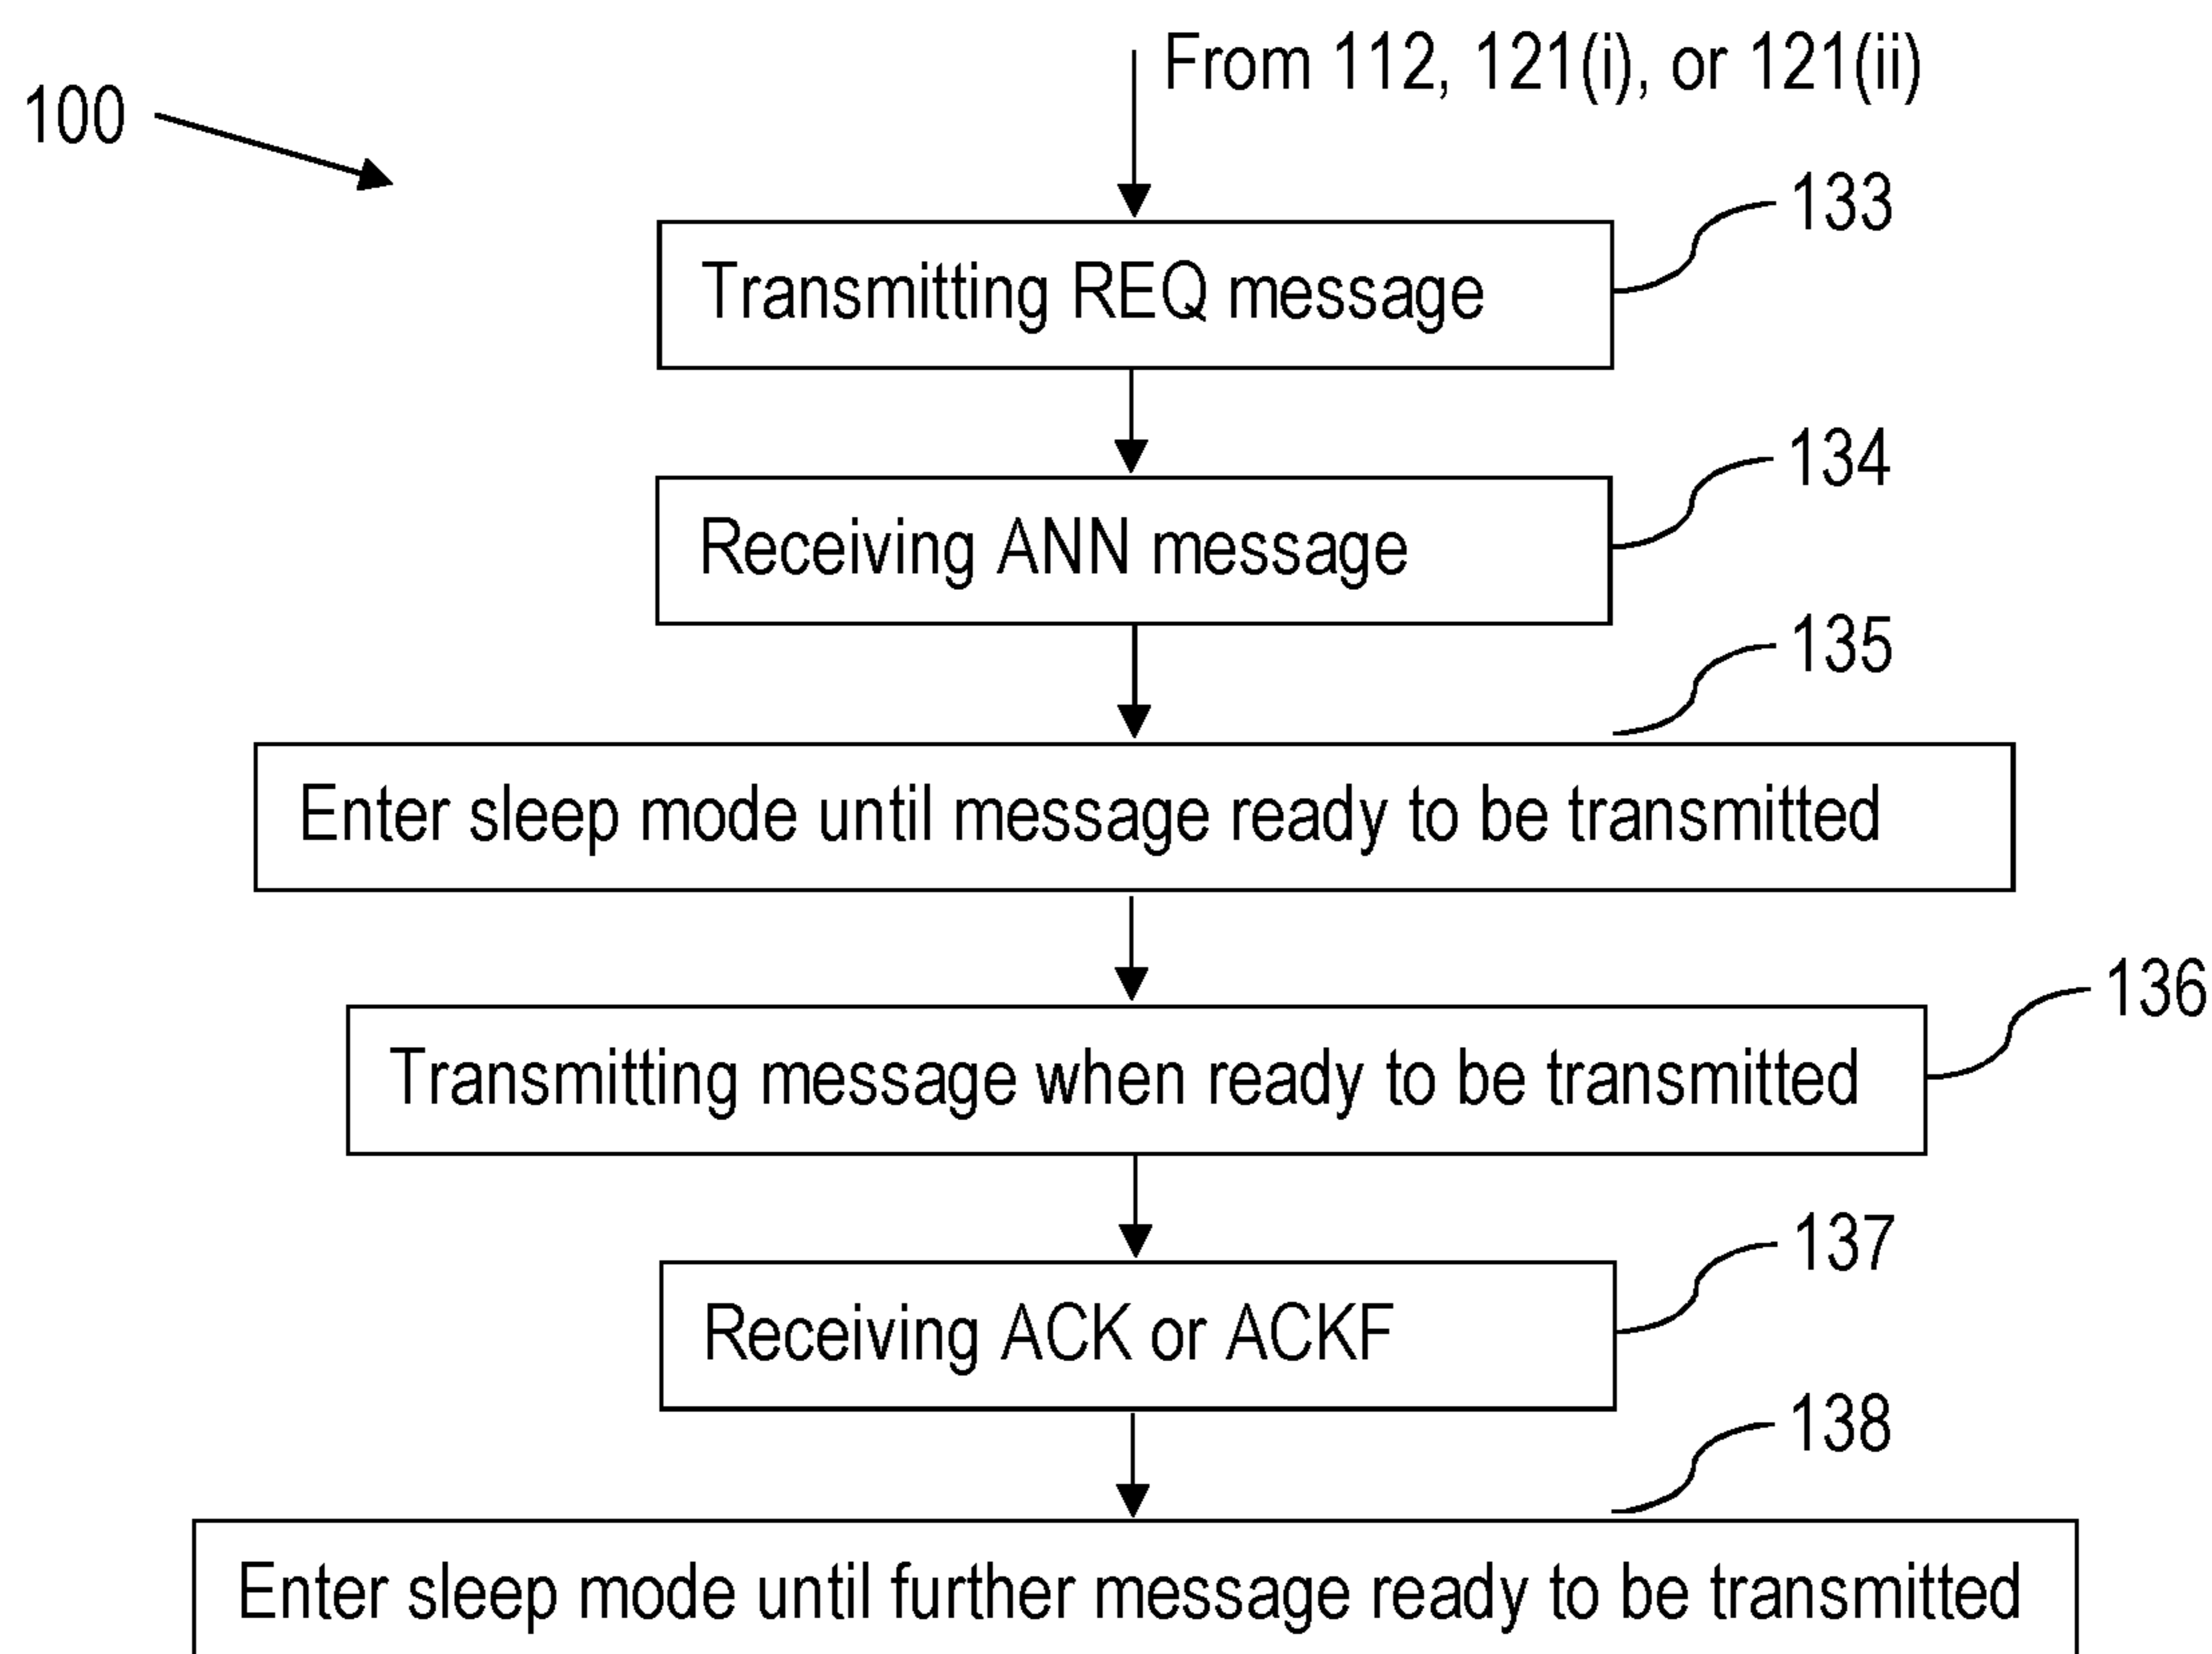 From 112, 121(i), or 121(ii)
100
133
Transmitting REQ message
134
Receiving ANN message
135
Enter sleep mode until message ready to be transmitted
136
Transmitting message when ready to be transmitted
137
Receiving ACK or ACKF
138
Enter sleep mode until further message ready to be transmitted